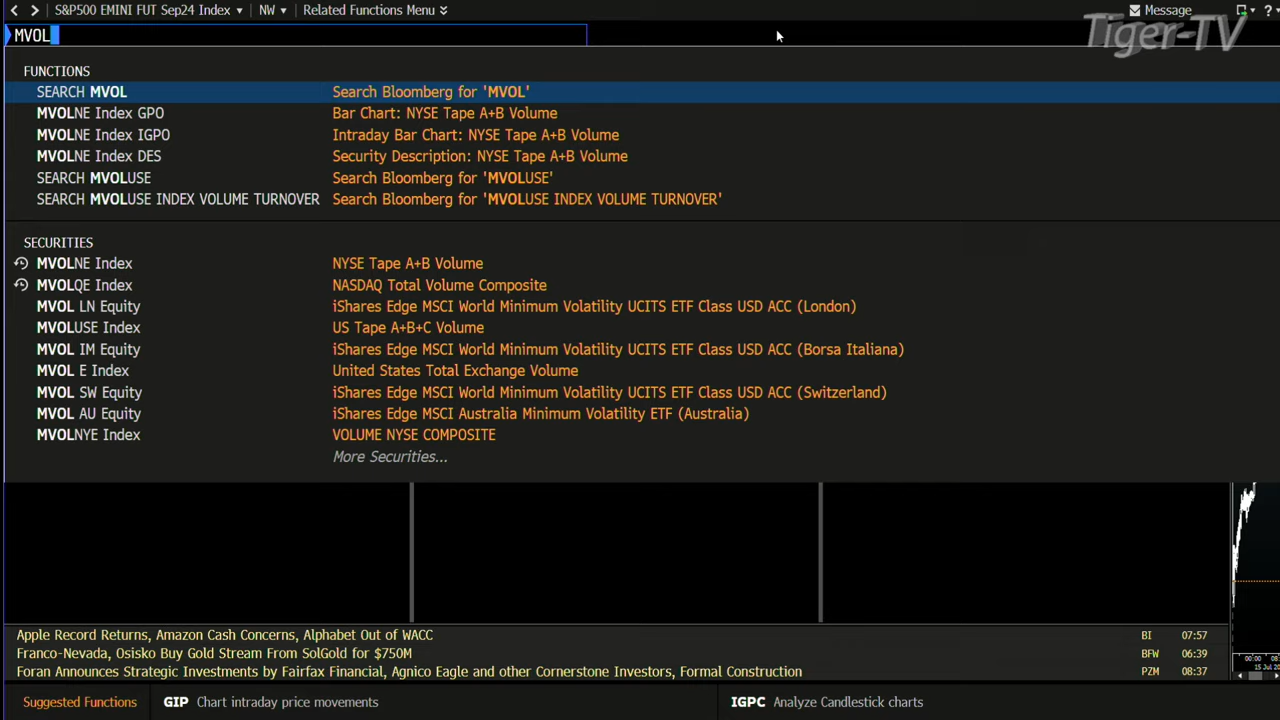 S&P500 EMINI FUT Sep24 Index NW Related Functions Menu Message ?
MVOL
Tiger-TV
FUNCTIONS
SEARCH MVOL Search Bloomberg for 'MVOL'
MVOLNE Index GPO Bar Chart: NYSE Tape A+B Volume
MVOLNE Index IGPO Intraday Bar Chart: NYSE Tape A+B Volume
MVOLNE Index DES Security Description: NYSE Tape A+B Volume
SEARCH MVOLUSE Search Bloomberg for 'MVOLUSE'
SEARCH MVOLUSE INDEX VOLUME TURNOVER Search Bloomberg for 'MVOLUSE INDEX VOLUME TURNOVER'
SECURITIES
MVOLNE Index NYSE Tape A+B Volume
MVOLQE Index NASDAQ Total Volume Composite
MVOL LN Equity iShares Edge MSCI World Minimum Volatility UCITS ETF Class USD ACC (London)
MVOLUSE Index US Tape A+B+C Volume
MVOL IM Equity iShares Edge MSCI World Minimum Volatility UCITS ETF Class USD ACC (Borsa Italiana)
MVOL E Index United States Total Exchange Volume
MVOL SW Equity iShares Edge MSCI World Minimum Volatility UCITS ETF Class USD ACC (Switzerland)
MVOL AU Equity iShares Edge MSCI Australia Minimum Volatility ETF (Australia)
MVOLNYE Index VOLUME NYSE COMPOSITE
More Securities...
Apple Record Returns, Amazon Cash Concerns, Alphabet Out of WACC BI 07:57
Franco-Nevada, Osisko Buy Gold Stream From SolGold for $750M BFW 06:39
Foran Announces Strategic Investments by Fairfax Financial, Agnico Eagle and other Cornerstone Investors, Formal Construction PZM 08:37
00:00
15 Jul
Suggested Functions GIP Chart intraday price movements IGPC Analyze Candlestick charts